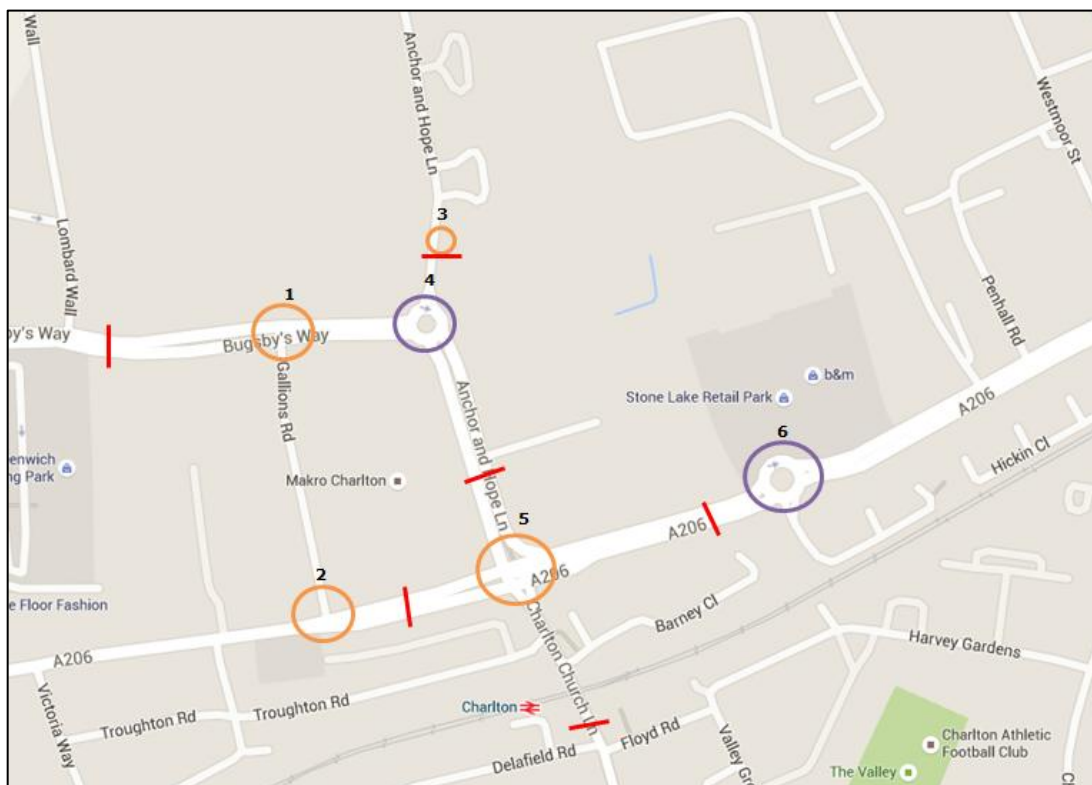 Wall
Anchor and Hope Ln
Westmoor St
Lombard Wall
3
1
4
by's Way
Bugsby's Way
Penhall Rd
Gallions Rd
b&m
Stone Lake Retail Park
A206
Anchor and Hope Ln
6
Hickin Cl
enwich
ng Park
Makro Charlton
5
A206
2
A206
e Floor Fashion
Charlton Church Ln
Barney Cl
Harvey Gardens
A206
Victoria Way
Troughton Rd
Troughton Rd
Charlton
Floyd Rd
Valley Gro
Charlton Athletic
Football Club
Delafield Rd
The Valley